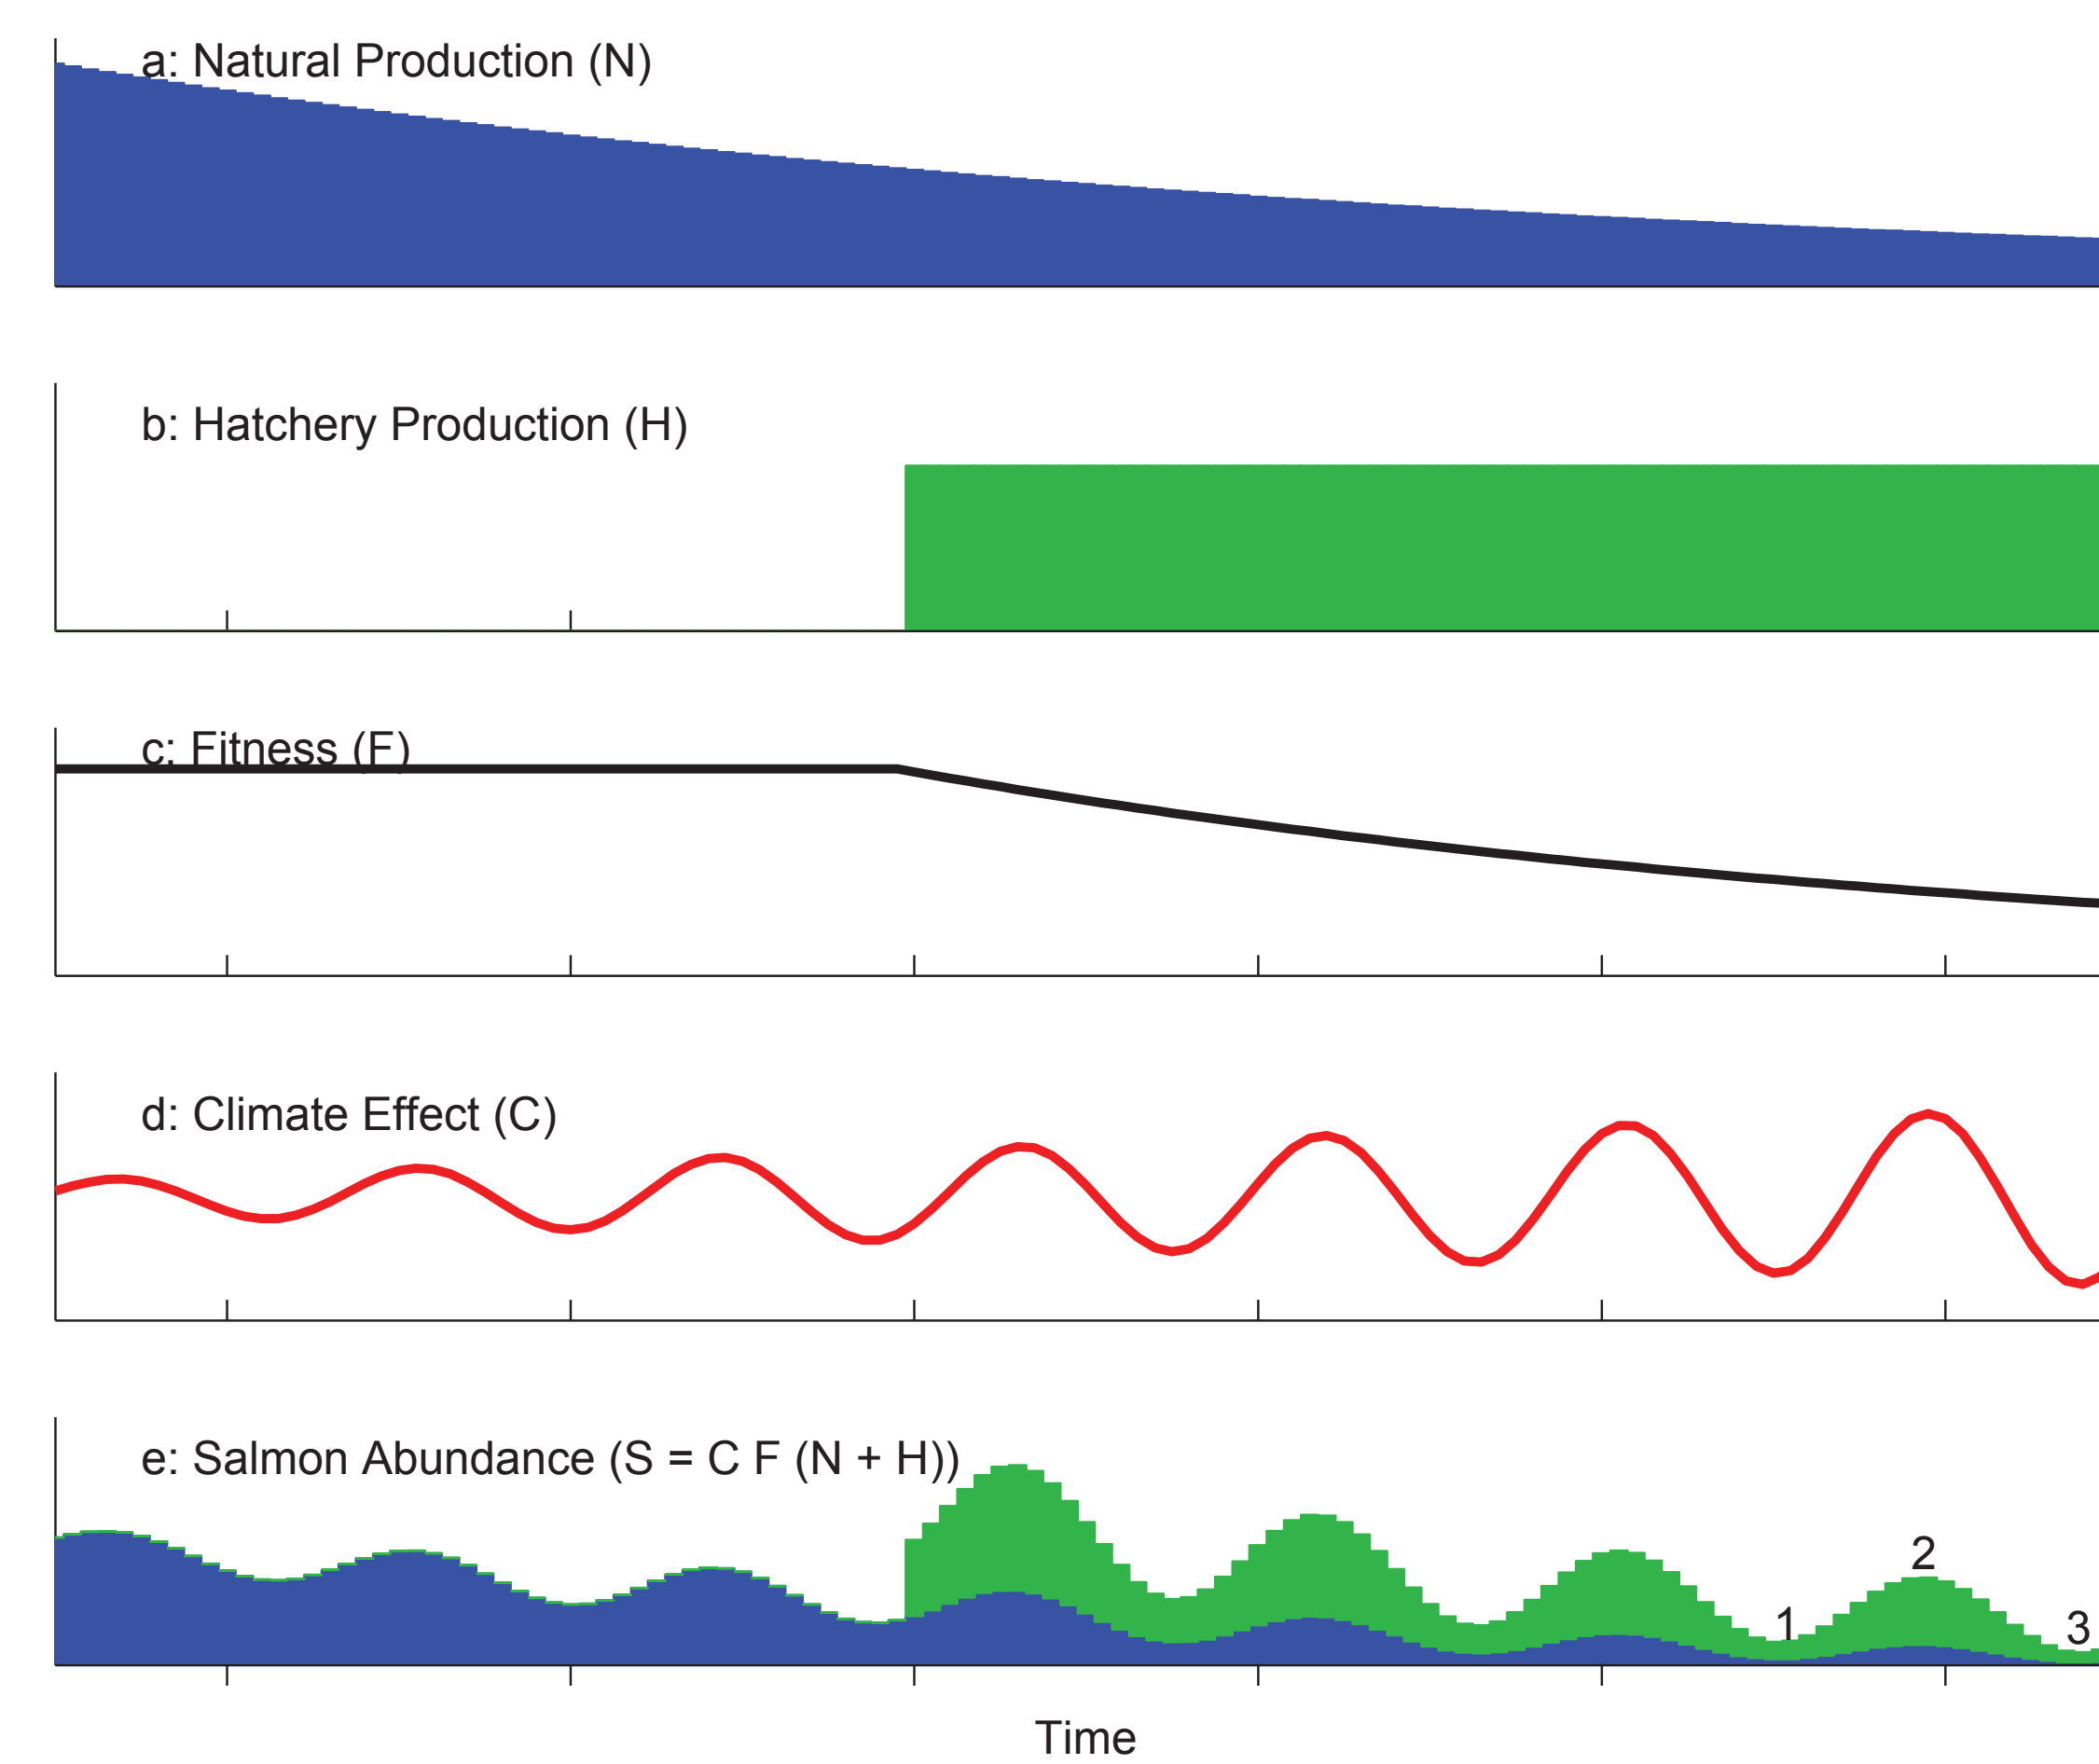 a: Natural Production (N)
b: Hatchery Production (H)
c: Fitness (F)
d: Climate Effect (C)
e: Salmon Abundance (S = C F (N + H))
2
1
3
Time